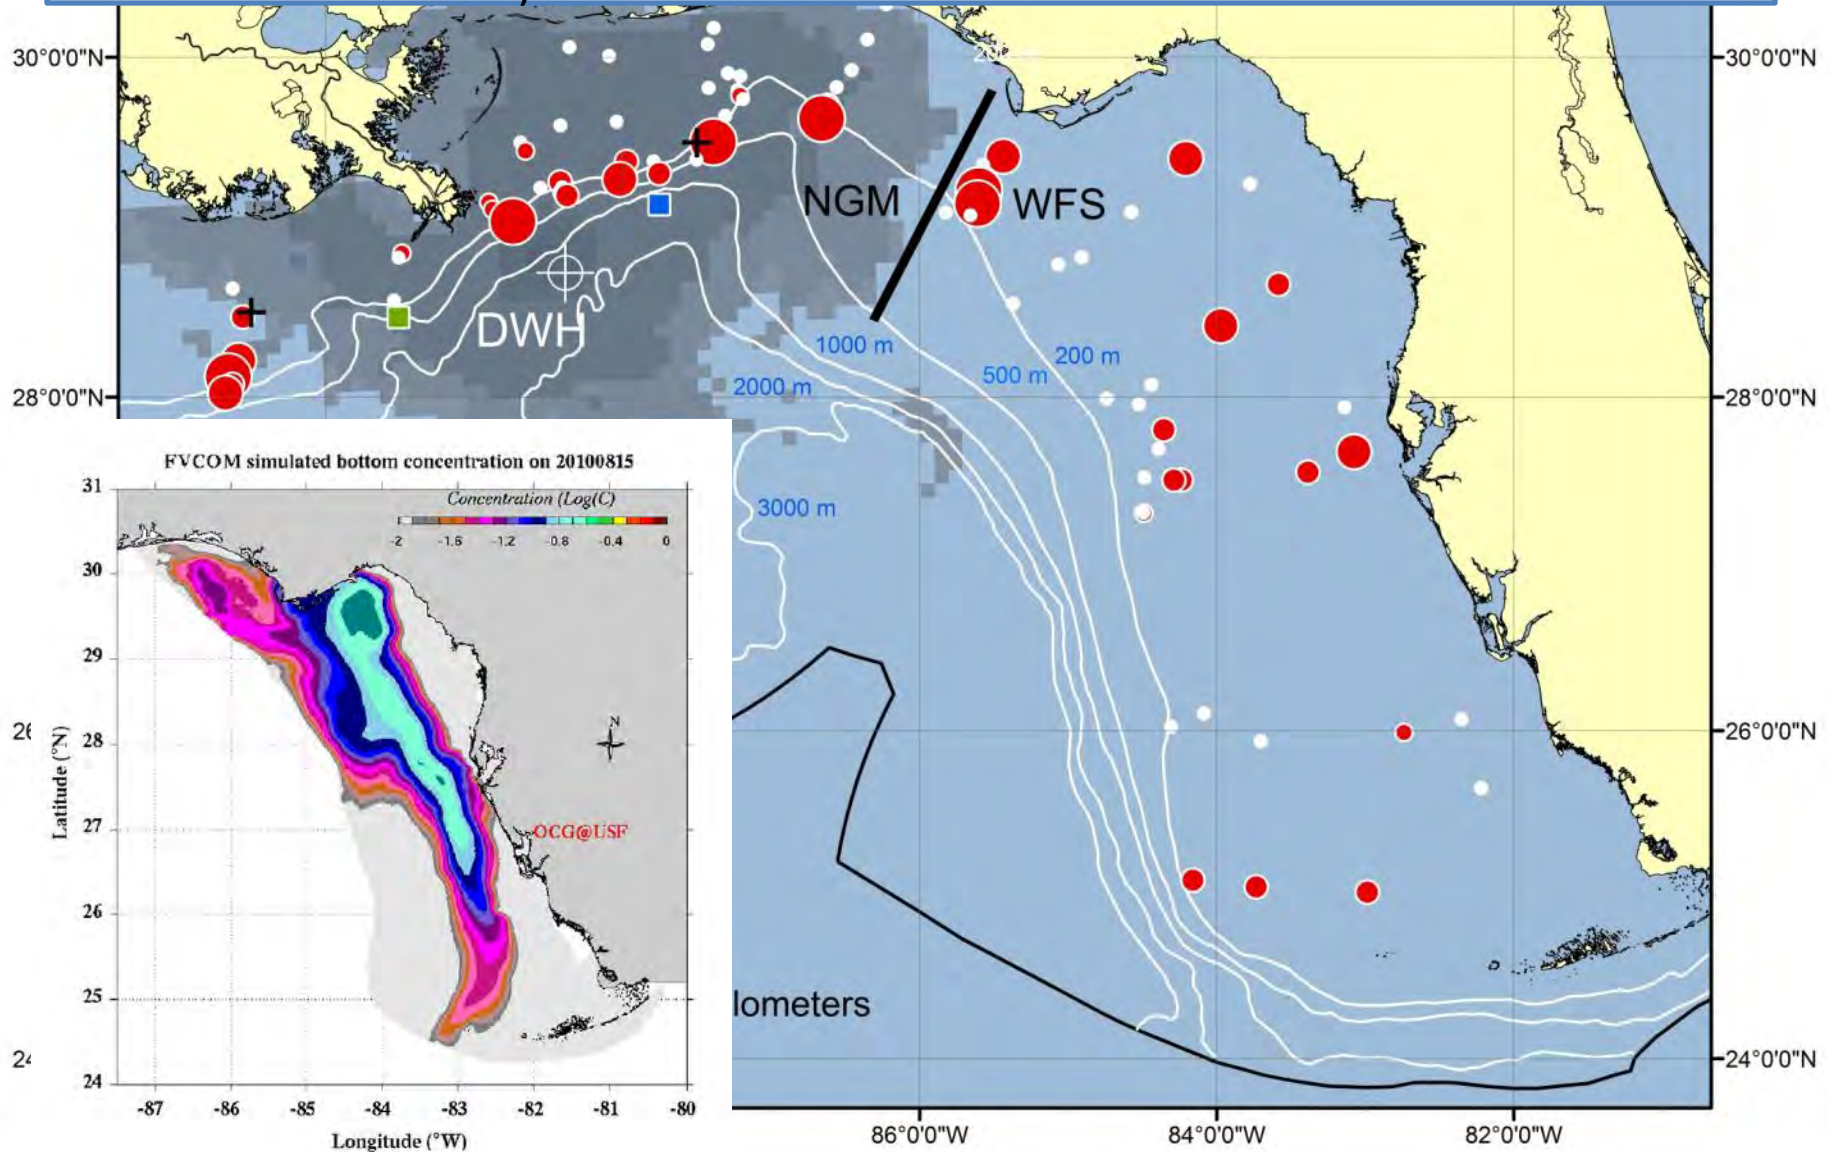 30°0'0"N
30°0'0"N
NGM
WFS
DWH
1000 m
200 m
500 m
2000 m
28°0'0"N
28°0'0"N
3000 m
FVCOM simulated bottom concentration on 20100815
Concentration (Log(C)
-2 -1.6 -1.2 -0.8 -0.4 0
31
30
29
28
27
26
25
24
Latitude (°N)
N
OCG@USF
-87 -86 -85 -84 -83 -82 -81 -80
Longitude (°W)
26°0'0"N
lometers
24°0'0"N
86°0'0"W 84°0'0"W 82°0'0"W